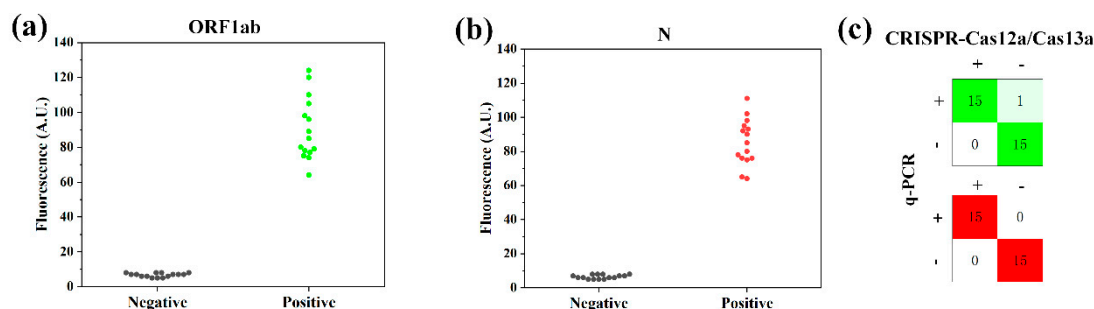 (a)
ORF1ab
140
120
100
80
60
40
20
0
Fluorescence (A.U.)
Negative
Positive
(b)
N
140
120
100
80
60
40
20
0
Fluorescence (A.U.)
Negative
Positive
(c)
CRISPR-Cas12a/Cas13a
+ -
+ 15 1
- 0 15
q-PCR
+ -
+ 15 0
- 0 15